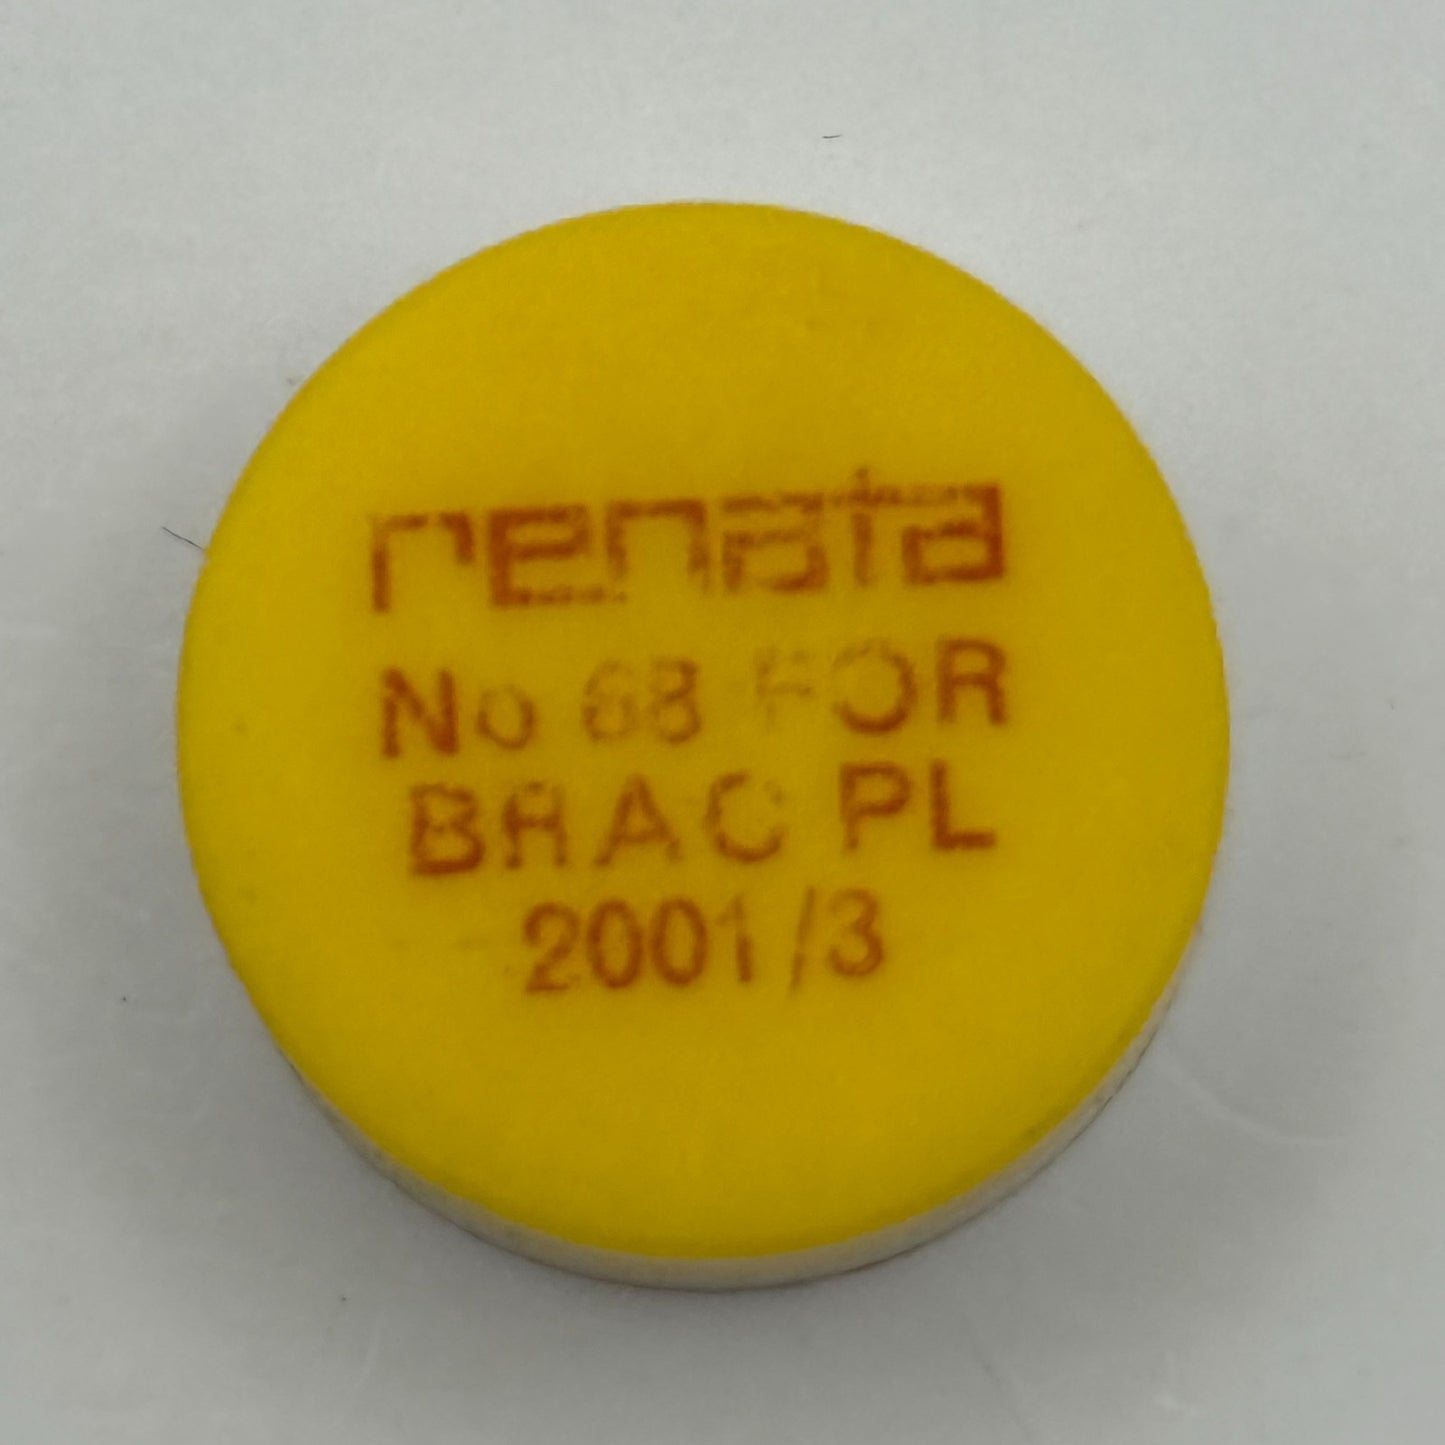 renata
No 68 FOR
BRAC PL
2001/3